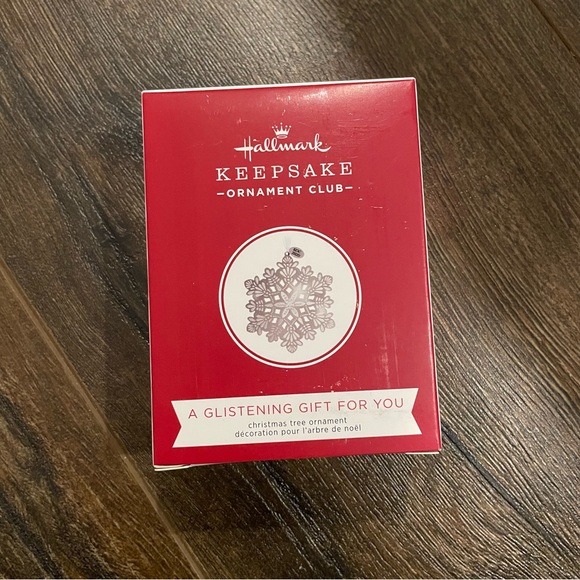 Hallmark
KEEPSAKE
—ORNAMENT CLUB—
A GLISTENING GIFT FOR YOU
christmas tree ornament
décoration pour l'arbre de noël